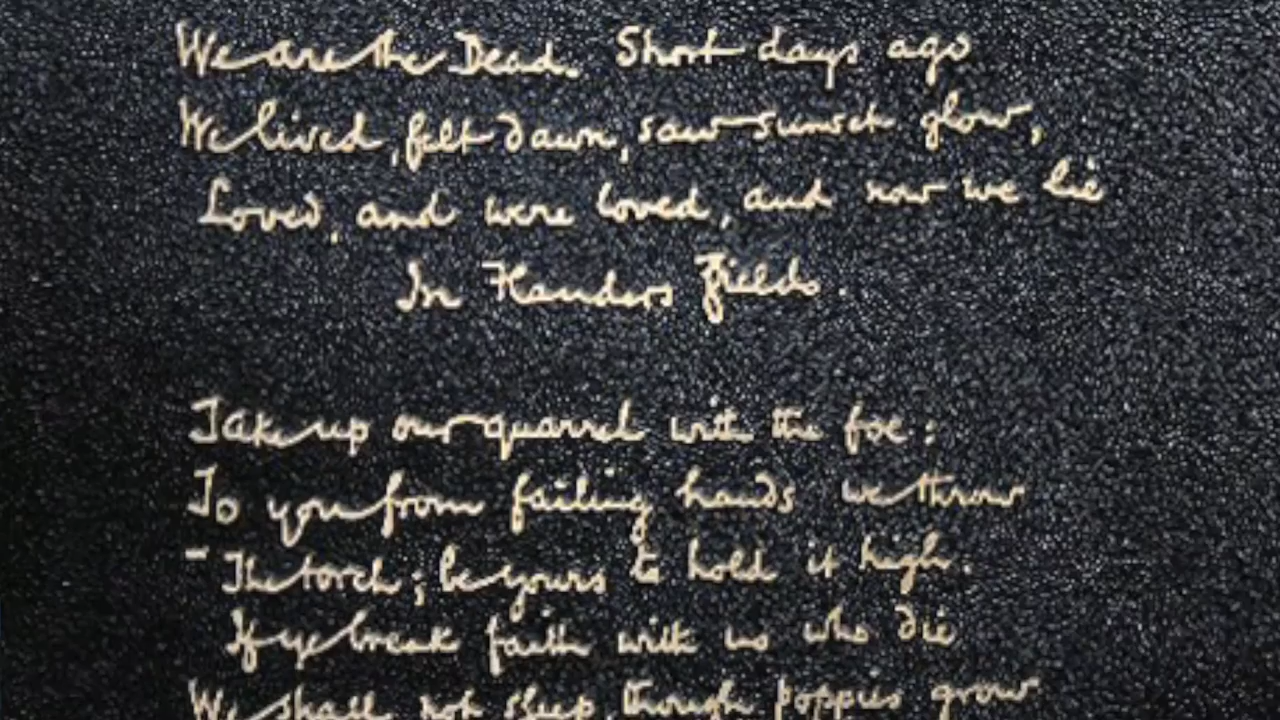 We are the Dead. Short days ago
We lived, felt dawn, saw sunset glow,
Loved, and were loved, and now we lie
In Flanders Fields.
Take up our quarrel with the foe:
To you from failing hands we throw
The torch; be yours to hold it high.
If ye break faith with us who die
We shall not sleep, though poppies grow